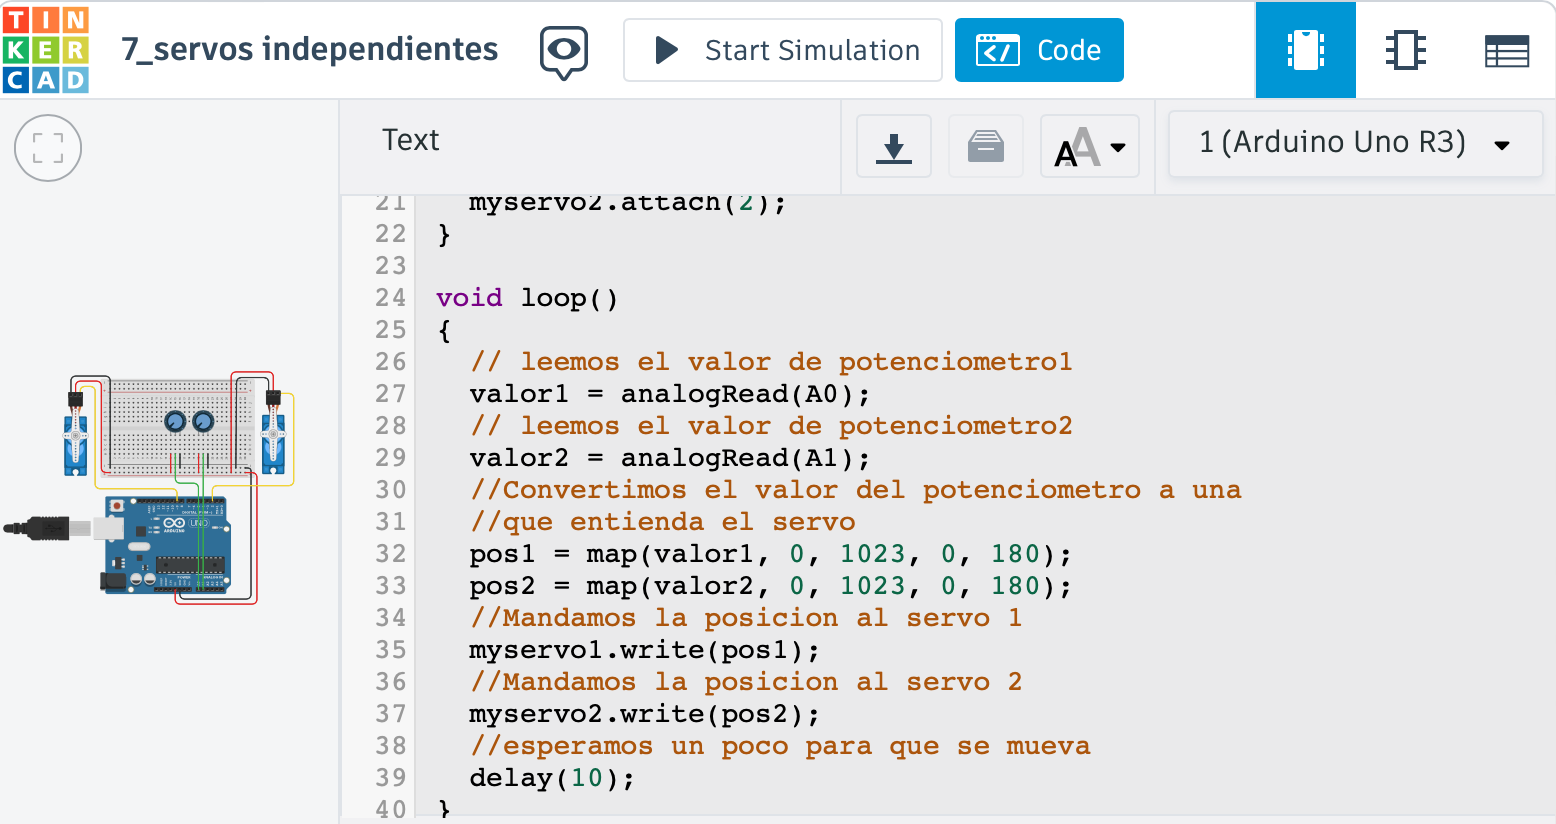 TINKERCAD
7_servos independientes
Start Simulation
Code
Text
1 (Arduino Uno R3)
21 myservo2.attach(2);
22 }
23
24 void loop()
25 {
26 // leemos el valor de potenciometro1
27 valor1 = analogRead(A0);
28 // leemos el valor de potenciometro2
29 valor2 = analogRead(A1);
30 //Convertimos el valor del potenciometro a una
31 //que entienda el servo
32 pos1 = map(valor1, 0, 1023, 0, 180);
33 pos2 = map(valor2, 0, 1023, 0, 180);
34 //Mandamos la posicion al servo 1
35 myservo1.write(pos1);
36 //Mandamos la posicion al servo 2
37 myservo2.write(pos2);
38 //esperamos un poco para que se mueva
39 delay(10);
40 }
UNO
ARDUINO